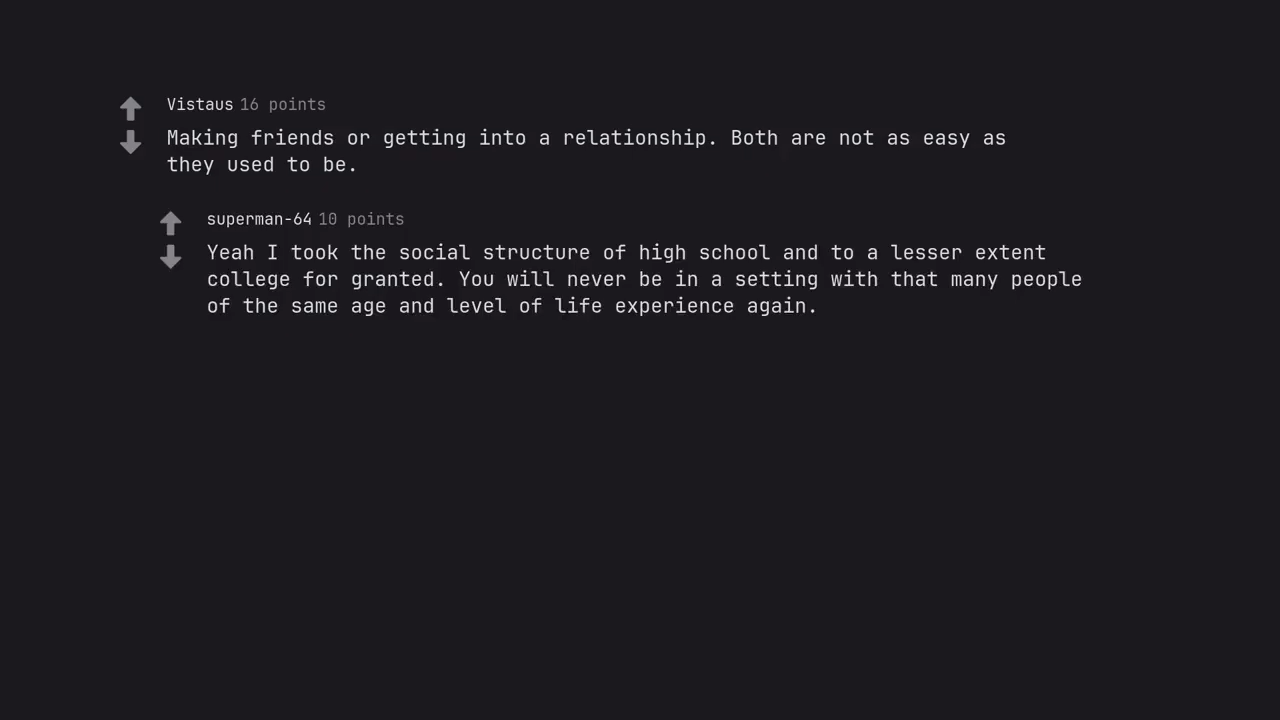 Vistaus 16 points
Making friends or getting into a relationship. Both are not as easy as
they used to be.
superman-64 10 points
Yeah I took the social structure of high school and to a lesser extent
college for granted. You will never be in a setting with that many people
of the same age and level of life experience again.